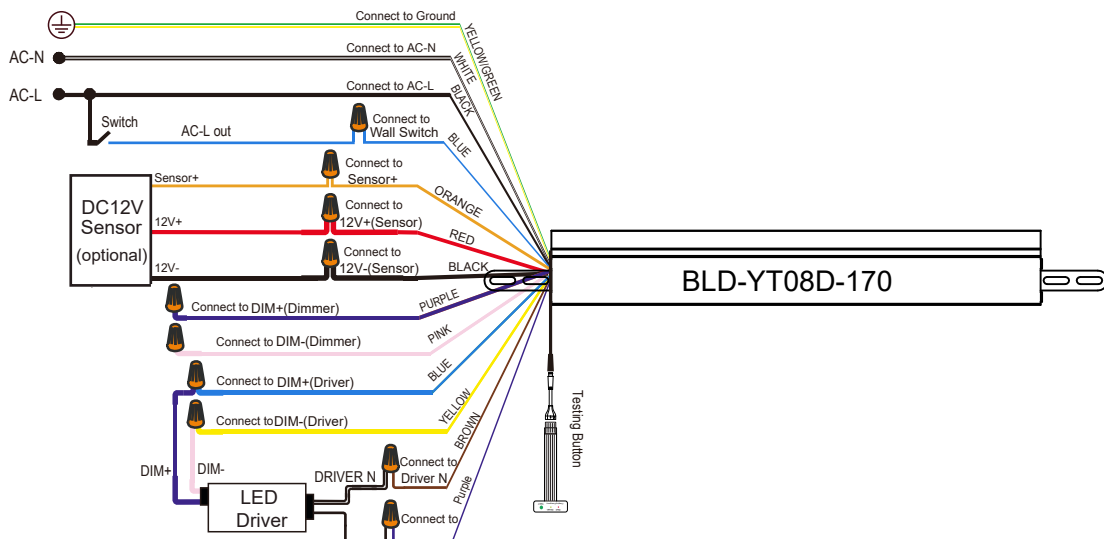 Connect to Ground
YELLOW/GREEN
AC-N
Connect to AC-N
WHITE
AC-L
Connect to AC-L
BLACK
Switch
AC-L out
Connect to
Wall Switch
BLUE
DC12V
Sensor
(optional)
Sensor+
Connect to
Sensor+
ORANGE
12V+
Connect to
12V+(Sensor)
RED
12V-
Connect to
12V-(Sensor)
BLACK
BLD-YT08D-170
Connect to DIM+(Dimmer)
PURPLE
Connect to DIM-(Dimmer)
PINK
Connect to DIM+(Driver)
BLUE
Connect to DIM-(Driver)
YELLOW
Testing Button
DIM+
DIM-
LED
Driver
DRIVER N
Connect to
Driver N
BROWN
Connect to
Purple